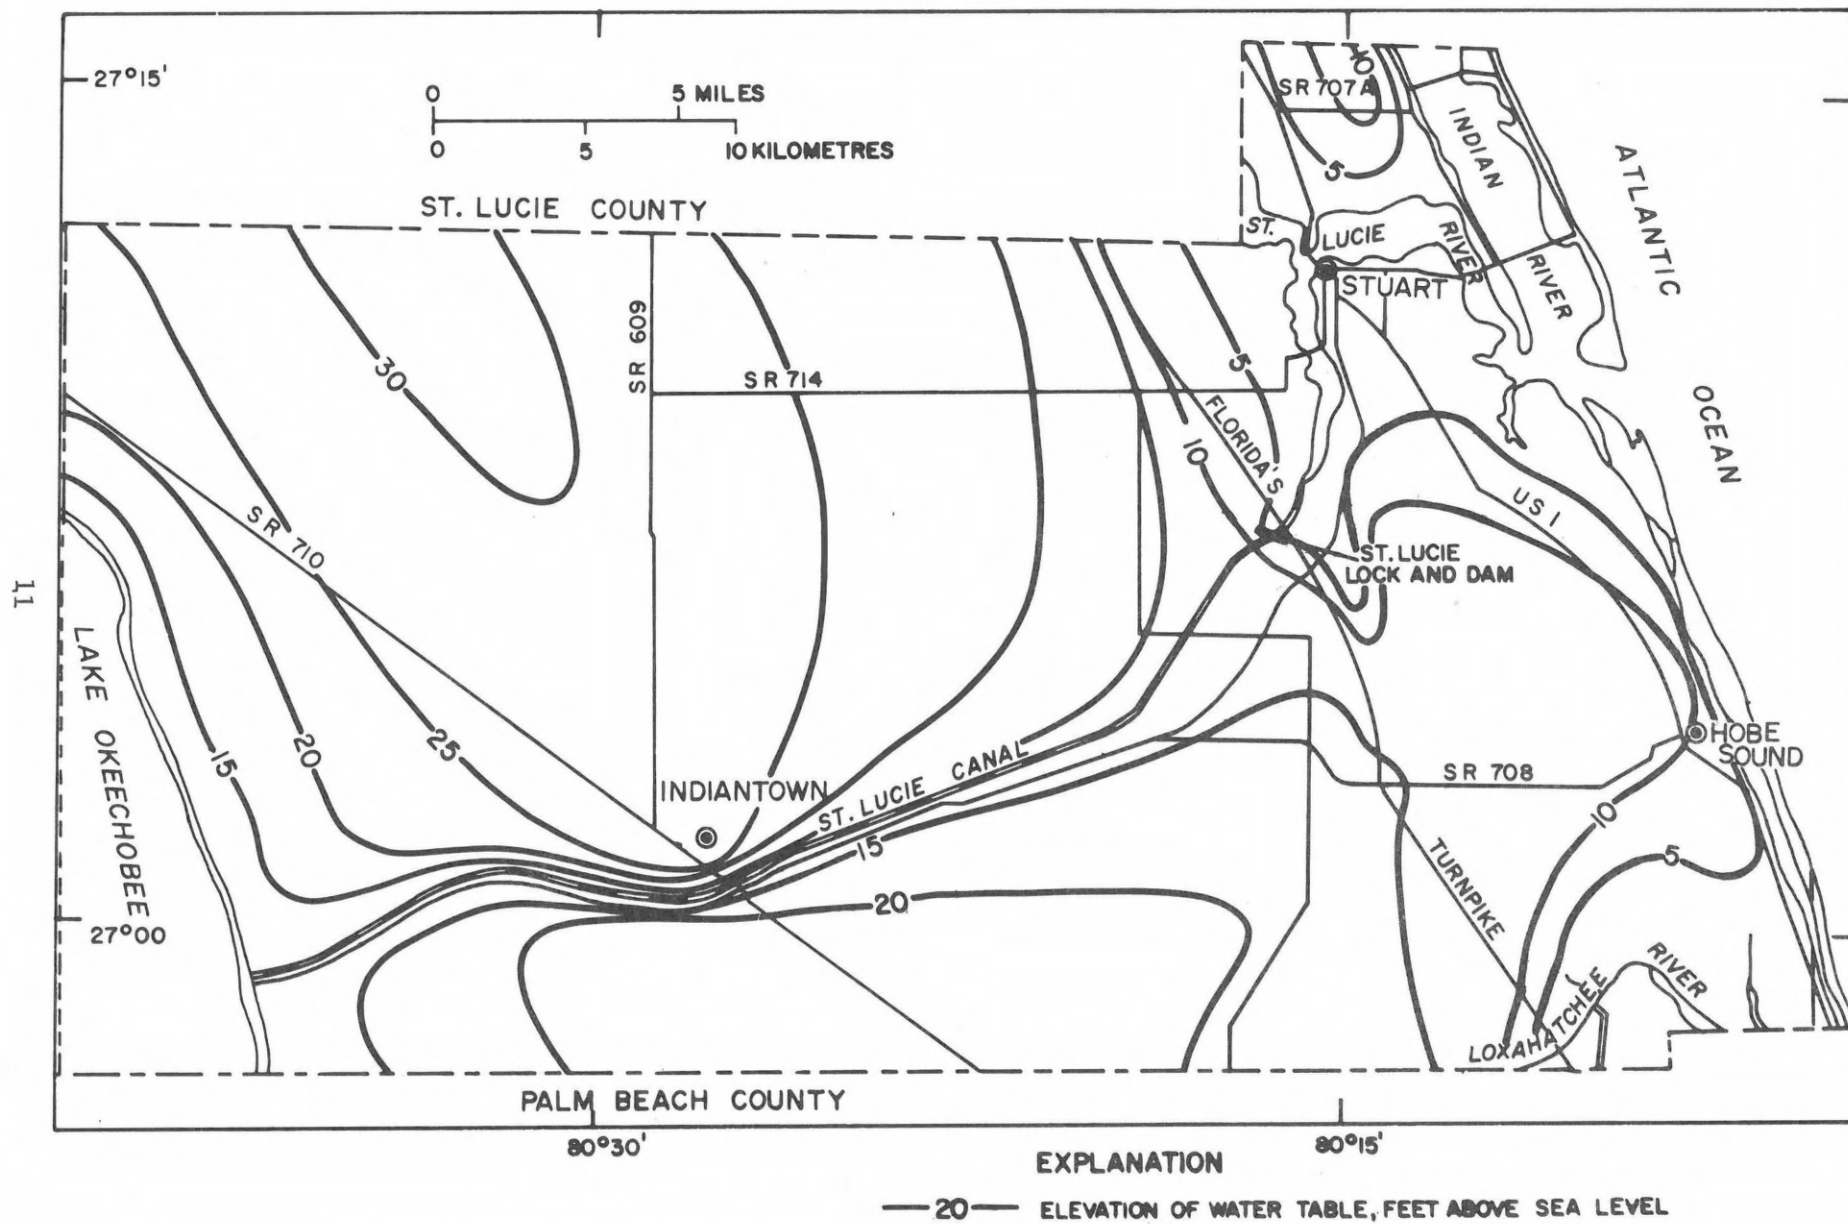 27°15'
0 5 MILES
0 5 10 KILOMETRES
ST. LUCIE COUNTY
10
SR 707A
5
INDIAN
RIVER
ATLANTIC
OCEAN
ST. LUCIE RIVER
STUART
30
SR 609
SR 714
5
10
FLORIDA'S
TURNPIKE
US 1
SR 710
ST. LUCIE
LOCK AND DAM
11
LAKE OKEECHOBEE
15
20
25
INDIANTOWN
ST. LUCIE CANAL
15
HOBE
SOUND
SR 708
10
5
20
27°00
LOXAHATCHEE
RIVER
PALM BEACH COUNTY
80°30'
80°15'
EXPLANATION
20 ELEVATION OF WATER TABLE, FEET ABOVE SEA LEVEL